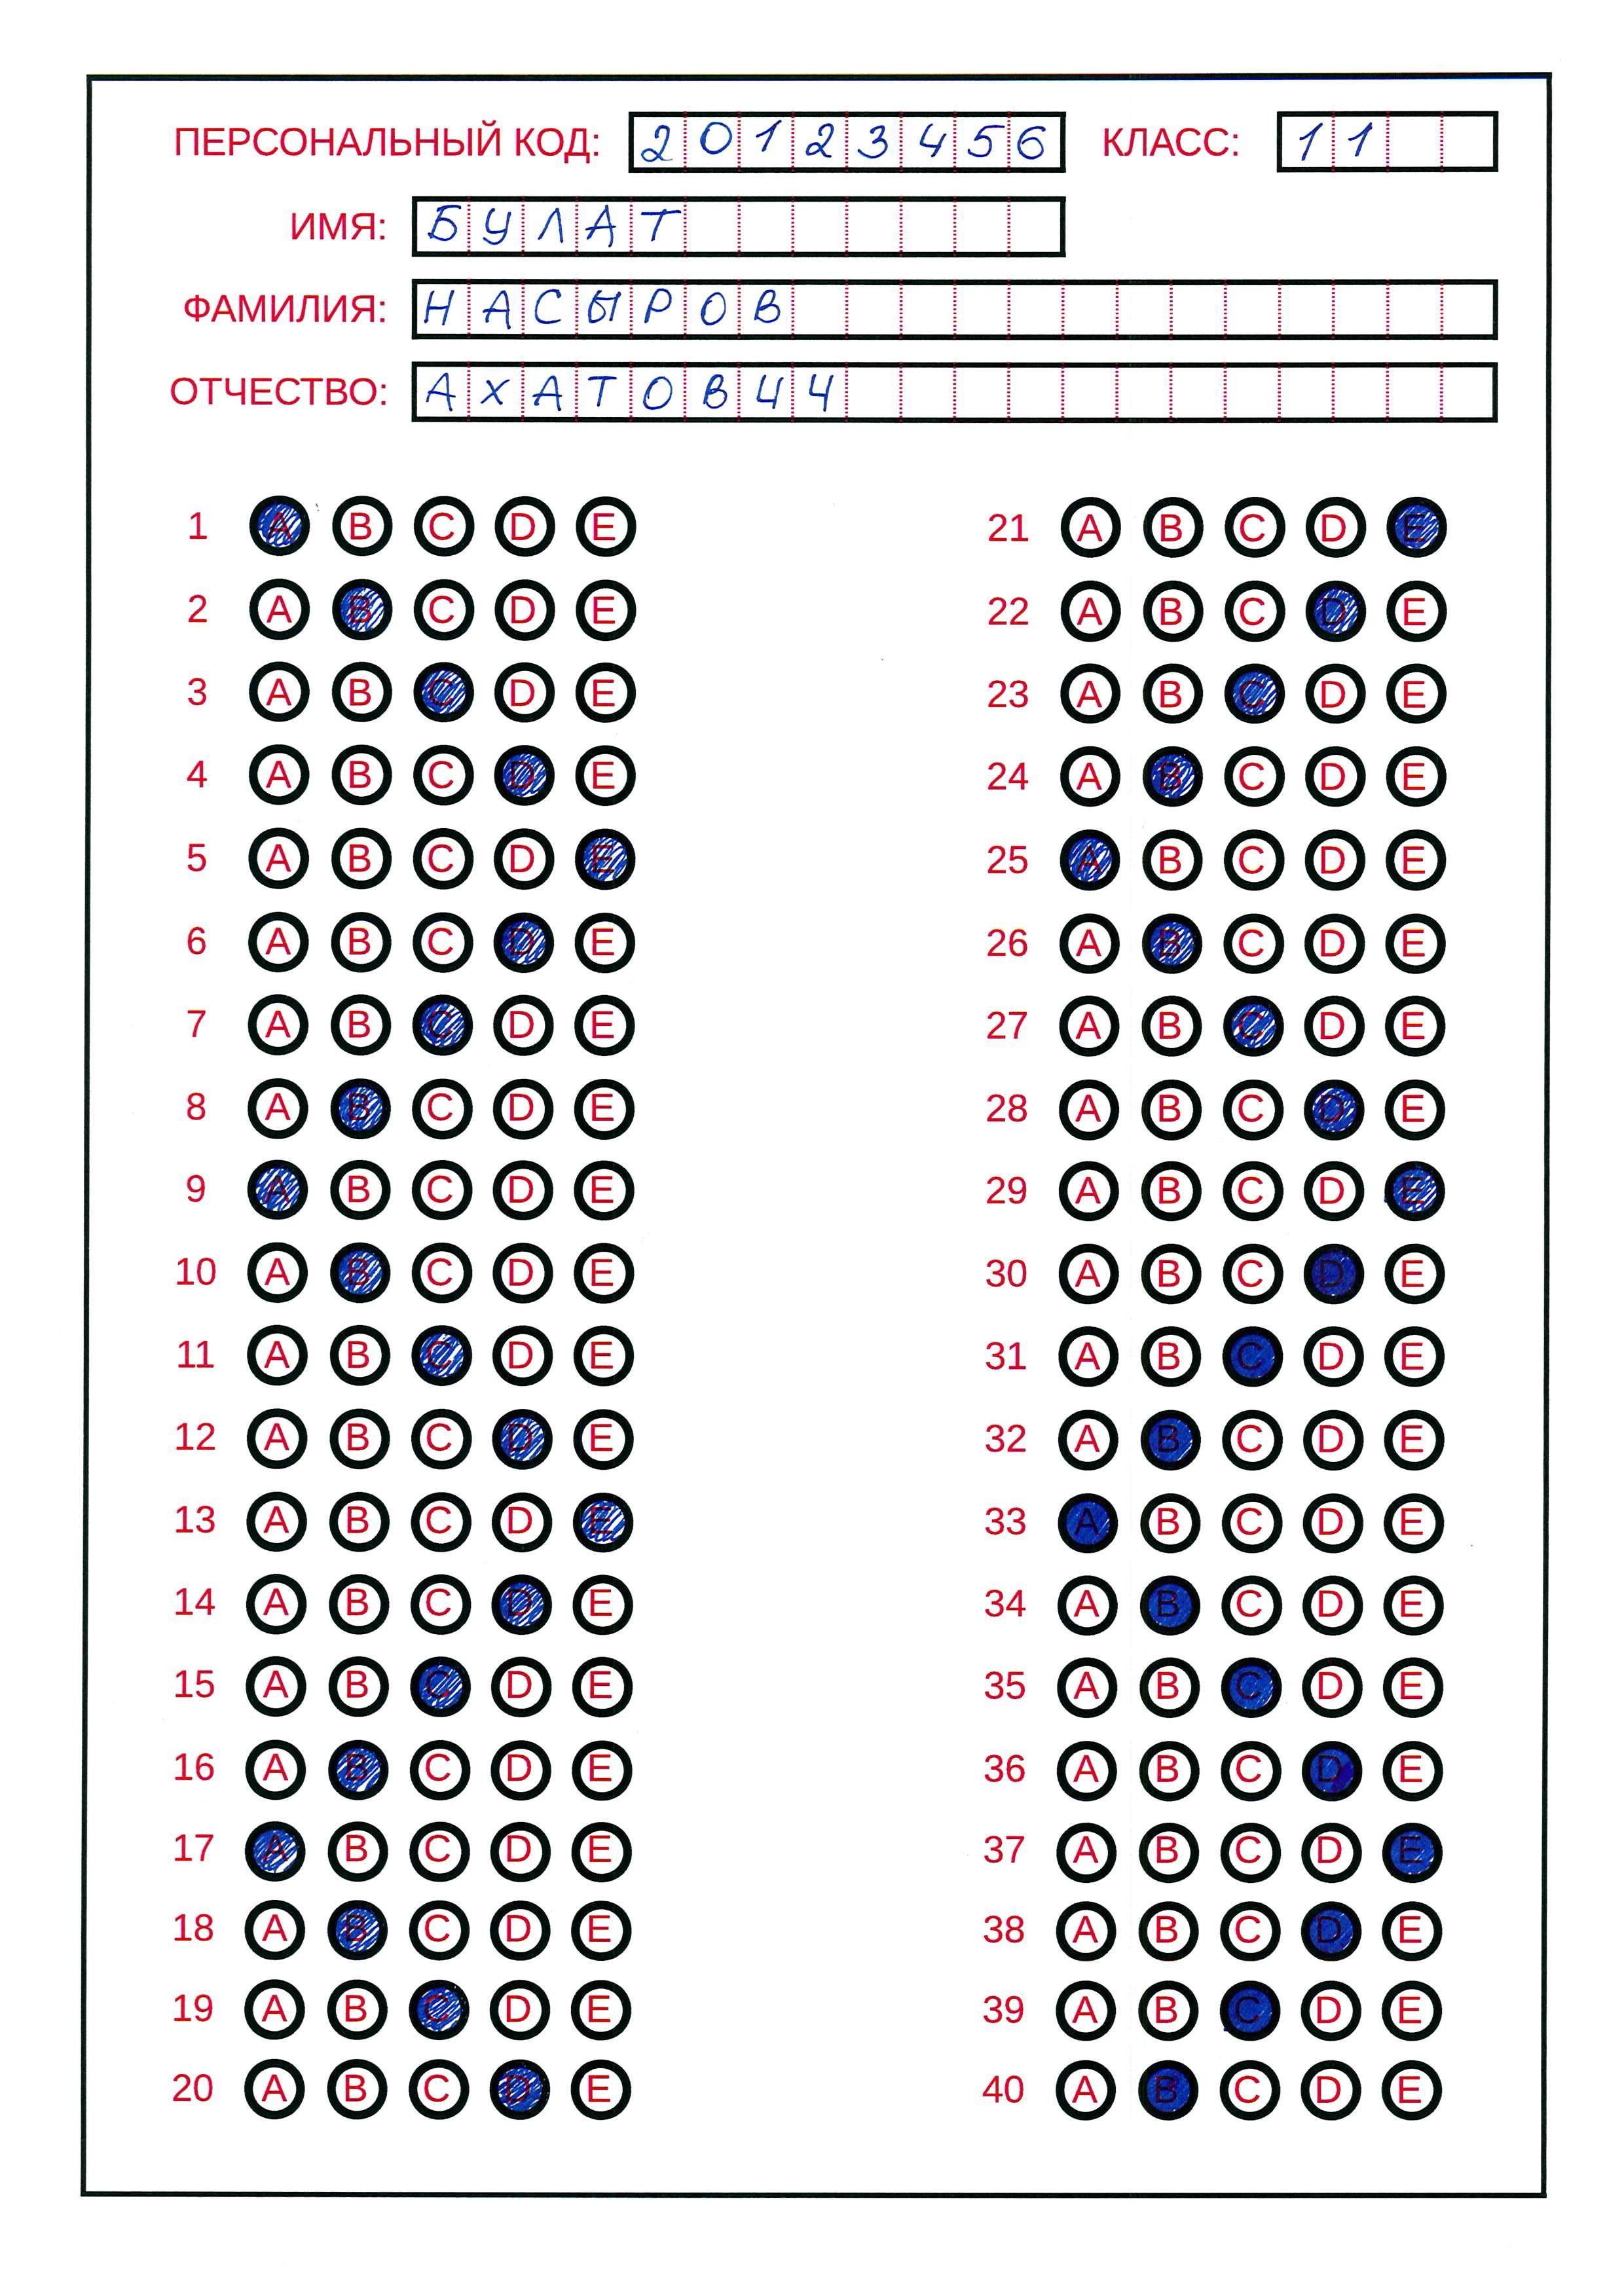 ПЕРСОНАЛЬНЫЙ КОД: 20123456 КЛАСС: 11
ИМЯ: БУЛАТ
ФАМИЛИЯ: НАСЫРОВ
ОТЧЕСТВО: АХАТОВЧЧ
1 A B C D E 21 A B C D E
2 A B C D E 22 A B C D E
3 A B C D E 23 A B C D E
4 A B C D E 24 A B C D E
5 A B C D E 25 A B C D E
6 A B C D E 26 A B C D E
7 A B C D E 27 A B C D E
8 A B C D E 28 A B C D E
9 A B C D E 29 A B C D E
10 A B C D E 30 A B C D E
11 A B C D E 31 A B C D E
12 A B C D E 32 A B C D E
13 A B C D E 33 A B C D E
14 A B C D E 34 A B C D E
15 A B C D E 35 A B C D E
16 A B C D E 36 A B C D E
17 A B C D E 37 A B C D E
18 A B C D E 38 A B C D E
19 A B C D E 39 A B C D E
20 A B C D E 40 A B C D E